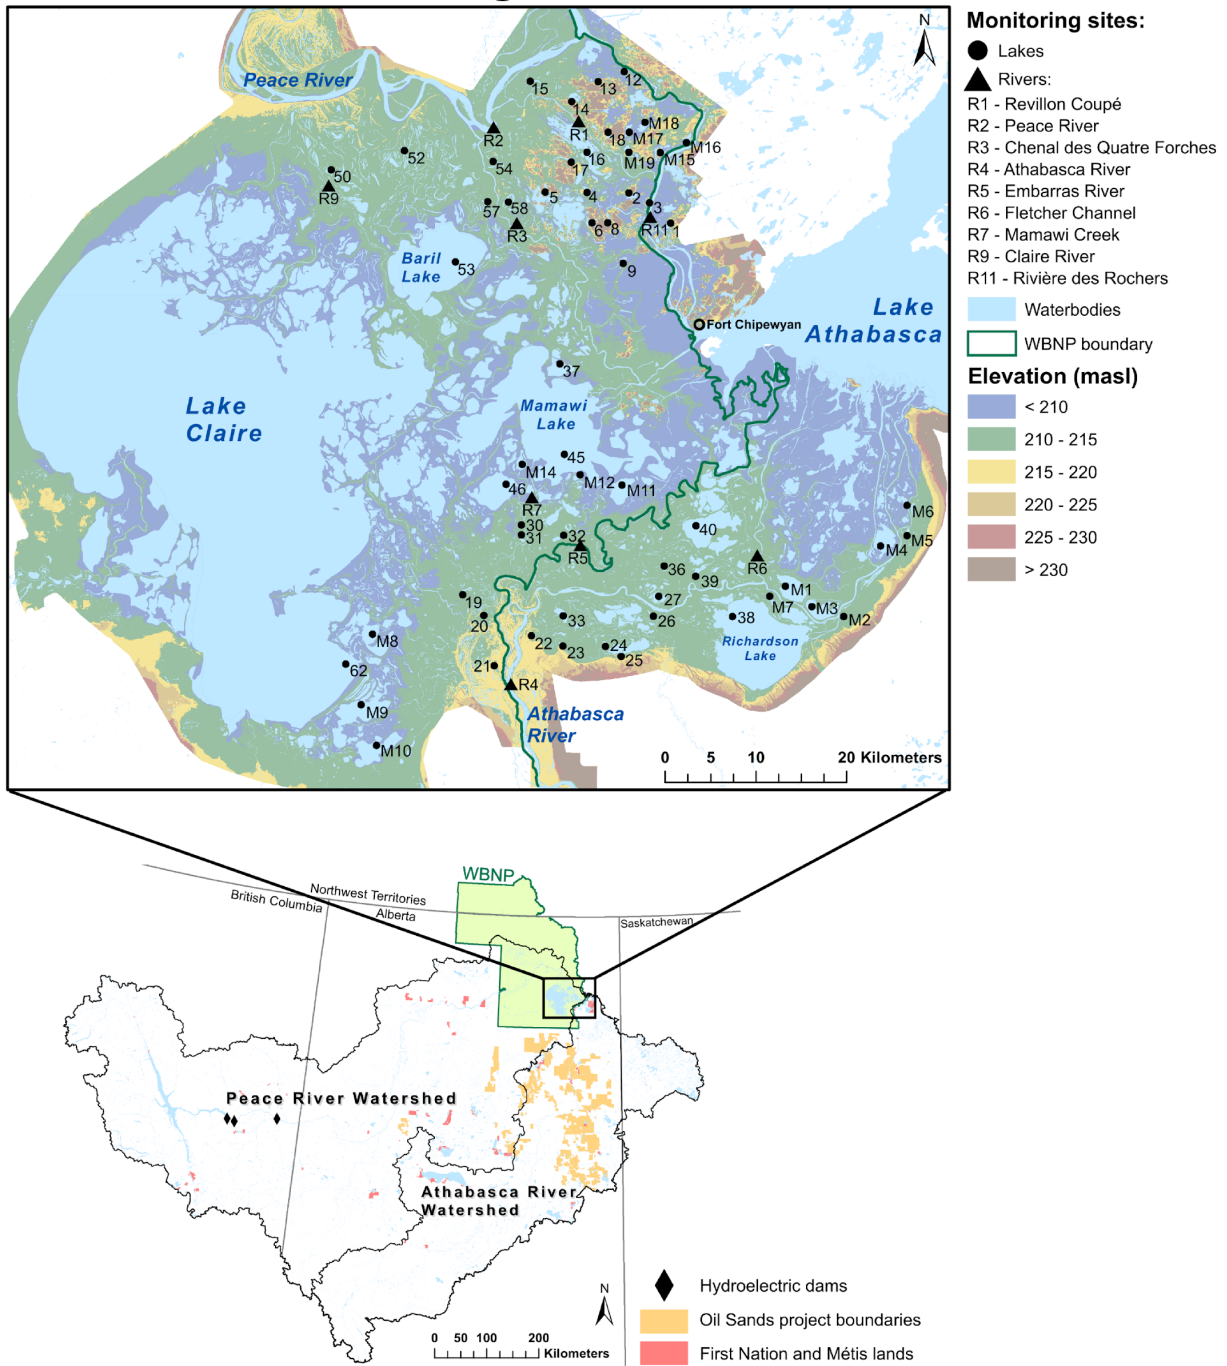 N
Peace River
12
15
13
14
R1
M18
18
M17
M16
R2
52
54
16
M19
M15
17
50
R9
5
4
2
3
57
58
R3
6
8
R11
1
Baril
Lake
53
9
Fort Chipewyan
Lake
Athabasca
37
Lake
Claire
Mamawi
Lake
45
M14
46
M12
M11
R7
30
31
32
R5
40
M6
M5
M4
36
39
R6
M1
M7
M3
M2
27
26
38
Richardson
Lake
19
20
33
22
23
24
25
21
R4
M8
62
M9
M10
Athabasca
River
0 5 10 20 Kilometers
Monitoring sites:
Lakes
Rivers:
R1 - Revillon Coupé
R2 - Peace River
R3 - Chenal des Quatre Forches
R4 - Athabasca River
R5 - Embarras River
R6 - Fletcher Channel
R7 - Mamawi Creek
R9 - Claire River
R11 - Rivière des Rochers
Waterbodies
WBNP boundary
Elevation (masl)
< 210
210 - 215
215 - 220
220 - 225
225 - 230
> 230
WBNP
Northwest Territories
British Columbia
Alberta
Saskatchewan
Peace River Watershed
Athabasca River
Watershed
N
0 50 100 200
Kilometers
Hydroelectric dams
Oil Sands project boundaries
First Nation and Métis lands